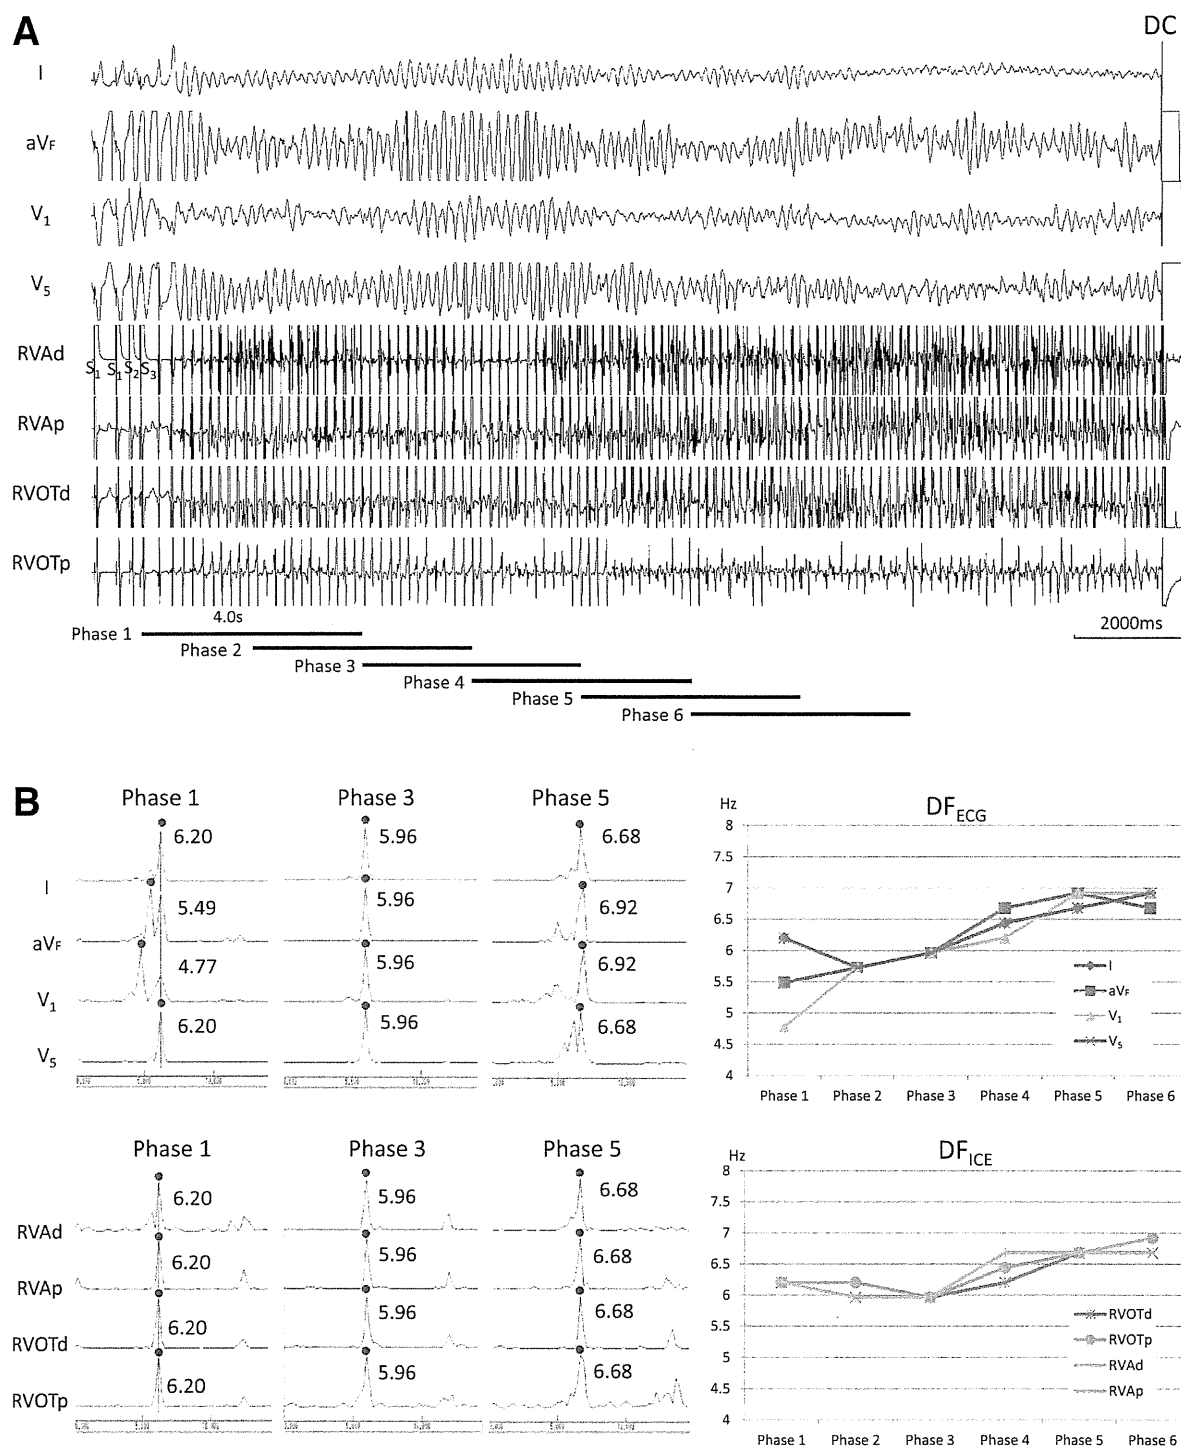 A
DC
I
aVF
V1
V5
RVAd
S1 S1 S2 S3
RVAp
RVOTd
RVOTp
4.0s
2000ms
Phase 1
Phase 2
Phase 3
Phase 4
Phase 5
Phase 6
B
Phase 1
Phase 3
Phase 5
I
6.20
5.96
6.68
aVF
5.49
5.96
6.92
V1
4.77
5.96
6.92
V5
6.20
5.96
6.68
Hz
DFECG
8
7.5
7
6.5
6
5.5
5
4.5
4
I
aVF
V1
V5
Phase 1 Phase 2 Phase 3 Phase 4 Phase 5 Phase 6
Phase 1
Phase 3
Phase 5
RVAd
6.20
5.96
6.68
RVAp
6.20
5.96
6.68
RVOTd
6.20
5.96
6.68
RVOTp
6.20
5.96
6.68
Hz
DFICE
8
7.5
7
6.5
6
5.5
5
4.5
4
RVOTd
RVOTp
RVAd
RVAp
Phase 1 Phase 2 Phase 3 Phase 4 Phase 5 Phase 6